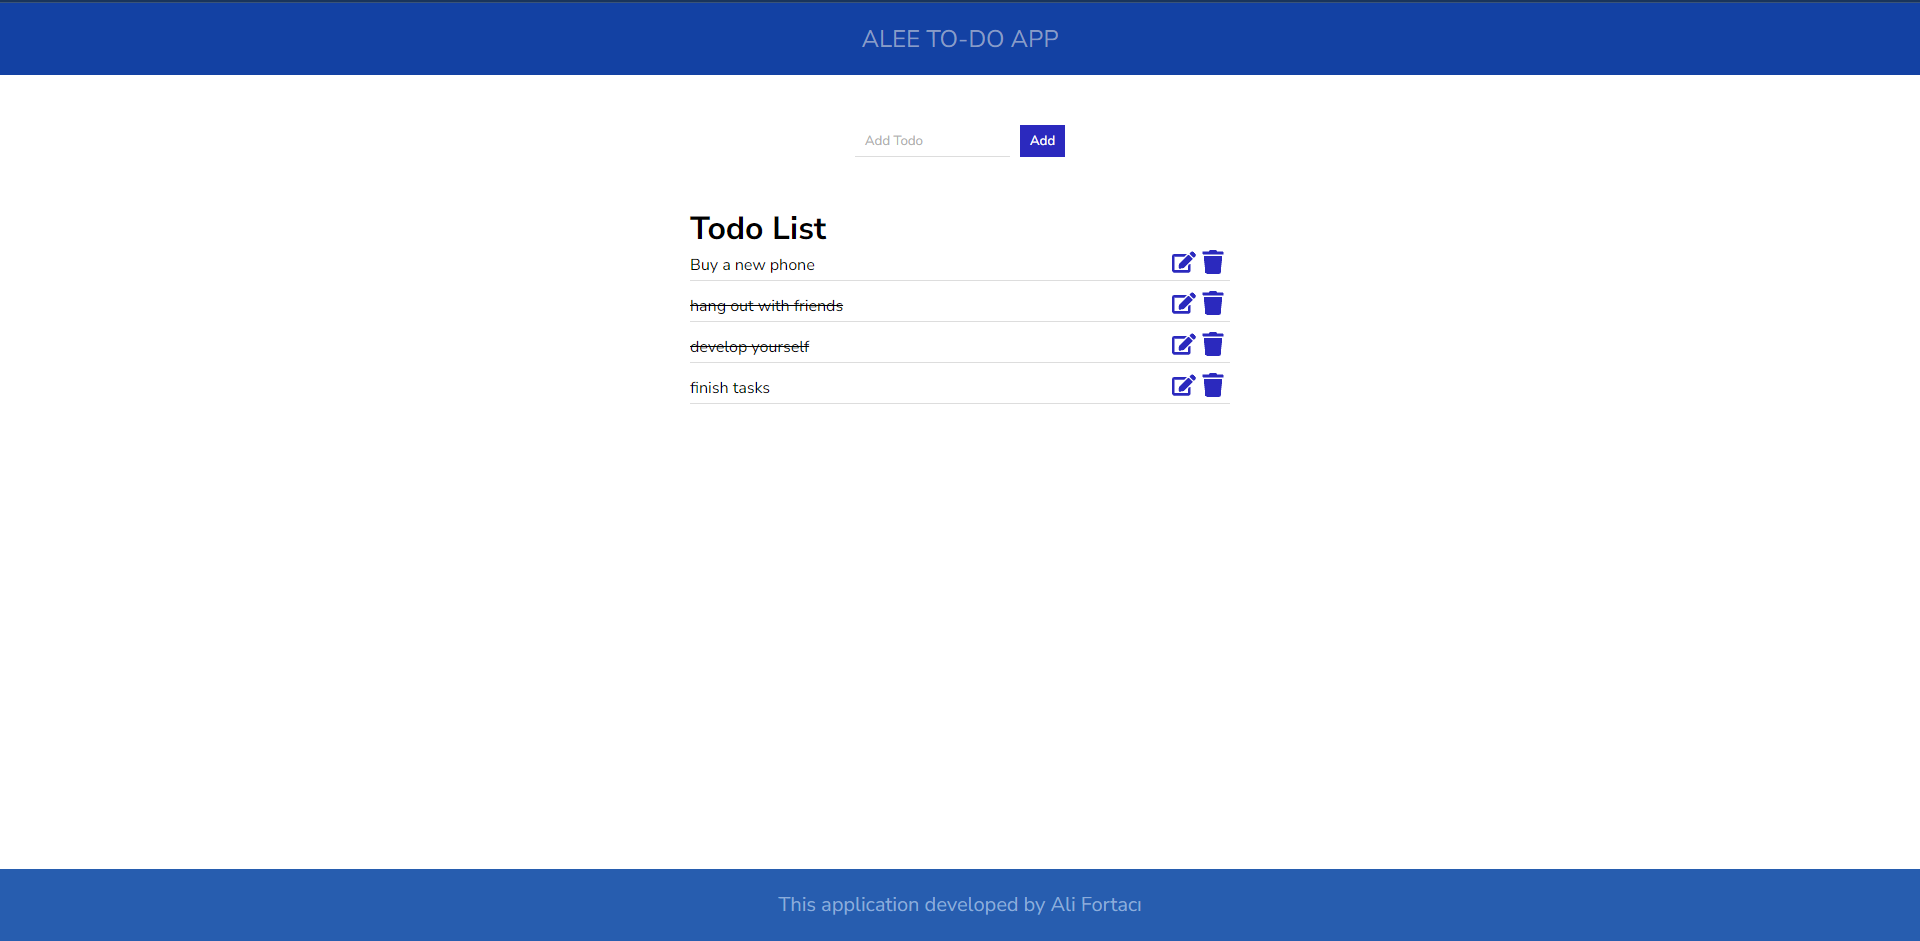 ALEE TO-DO APP
Add Todo Add
Todo List
Buy a new phone
hang out with friends
develop yourself
finish tasks
This application developed by Ali Fortacı